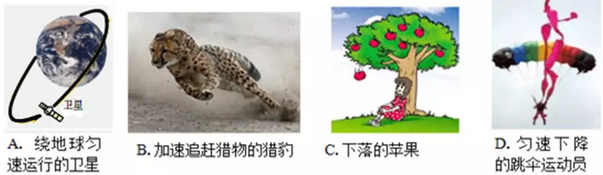 卫星
A. 绕地球匀
速运行的卫星
B.加速追赶猎物的猎豹
C.下落的苹果
D. 匀速下降
的跳伞运动员